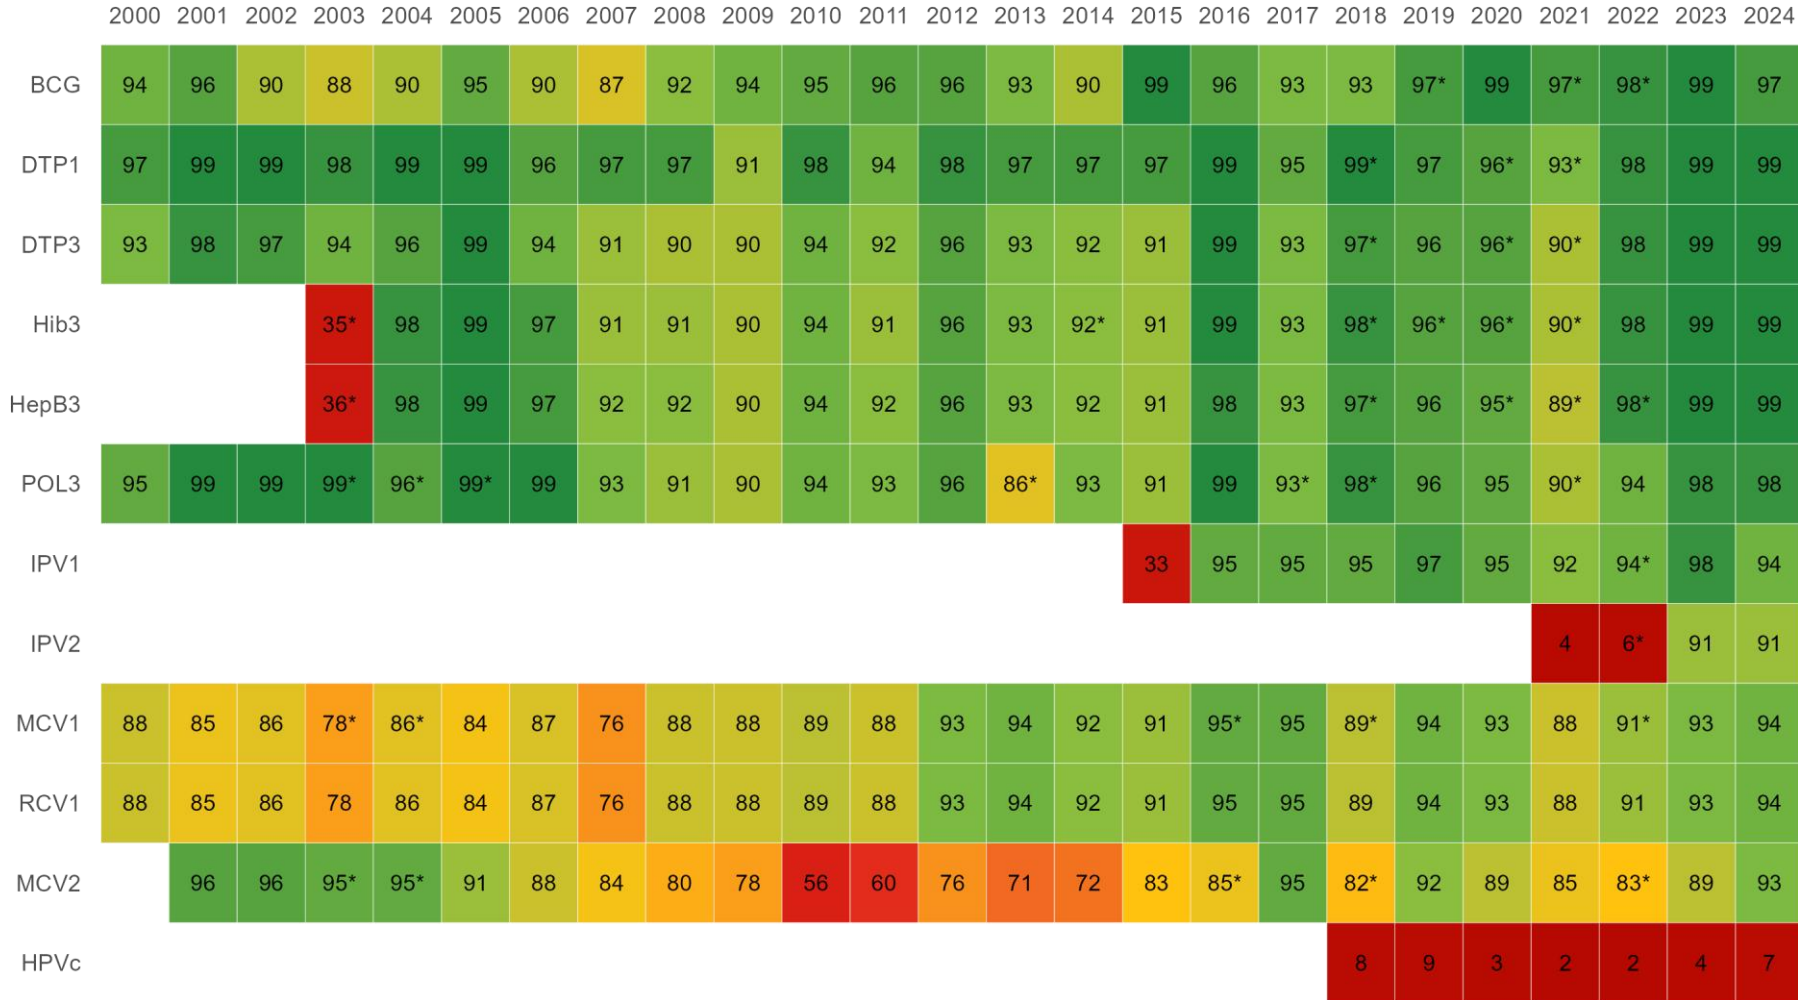 2000 2001 2002 2003 2004 2005 2006 2007 2008 2009 2010 2011 2012 2013 2014 2015 2016 2017 2018 2019 2020 2021 2022 2023 2024
BCG 94 96 90 88 90 95 90 87 92 94 95 96 96 93 90 99 96 93 93 97* 99 97* 98* 99 97
DTP1 97 99 99 98 99 99 96 97 97 91 98 94 98 97 97 97 99 95 99* 97 96* 93* 98 99 99
DTP3 93 98 97 94 96 99 94 91 90 90 94 92 96 93 92 91 99 93 97* 96 96* 90* 98 99 99
Hib3 35* 98 99 97 91 91 90 94 91 96 93 92* 91 99 93 98* 96* 96* 90* 98 99 99
HepB3 36* 98 99 97 92 92 90 94 92 96 93 92 91 98 93 97* 96 95* 89* 98* 99 99
POL3 95 99 99 99* 96* 99* 99 93 91 90 94 93 96 86* 93 91 99 93* 98* 96 95 90* 94 98 98
IPV1 33 95 95 95 97 95 92 94* 98 94
IPV2 4 6* 91 91
MCV1 88 85 86 78* 86* 84 87 76 88 88 89 88 93 94 92 91 95* 95 89* 94 93 88 91* 93 94
RCV1 88 85 86 78 86 84 87 76 88 88 89 88 93 94 92 91 95 95 89 94 93 88 91 93 94
MCV2 96 96 95* 95* 91 88 84 80 78 56 60 76 71 72 83 85* 95 82* 92 89 85 83* 89 93
HPVc 8 9 3 2 2 4 7